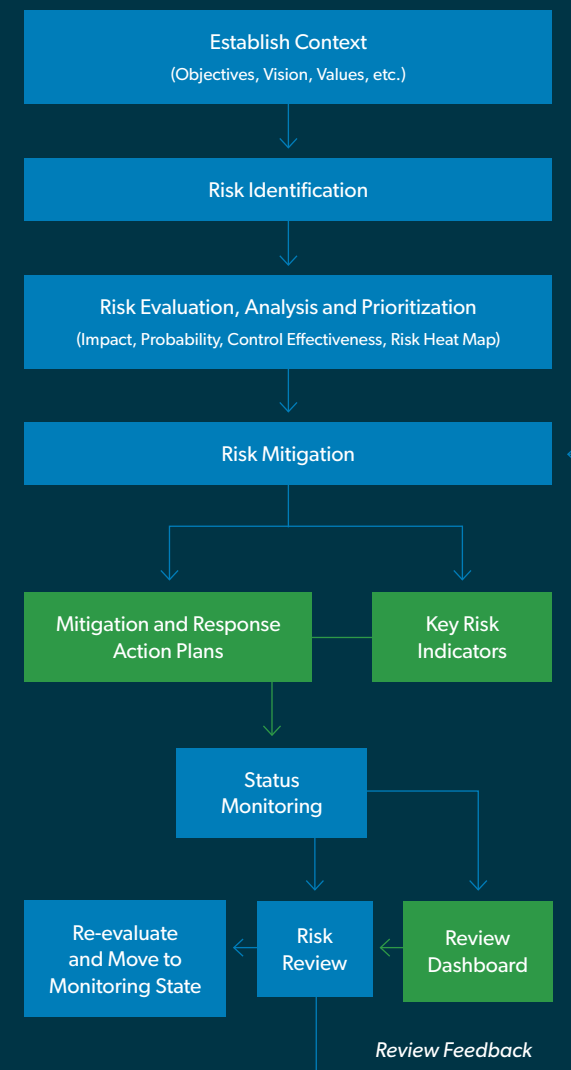 Establish Context
(Objectives, Vision, Values, etc.)
Risk Identification
Risk Evaluation, Analysis and Prioritization
(Impact, Probability, Control Effectiveness, Risk Heat Map)
Risk Mitigation
Mitigation and Response
Action Plans
Key Risk
Indicators
Status
Monitoring
Re-evaluate
and Move to
Monitoring State
Risk
Review
Review
Dashboard
Review Feedback